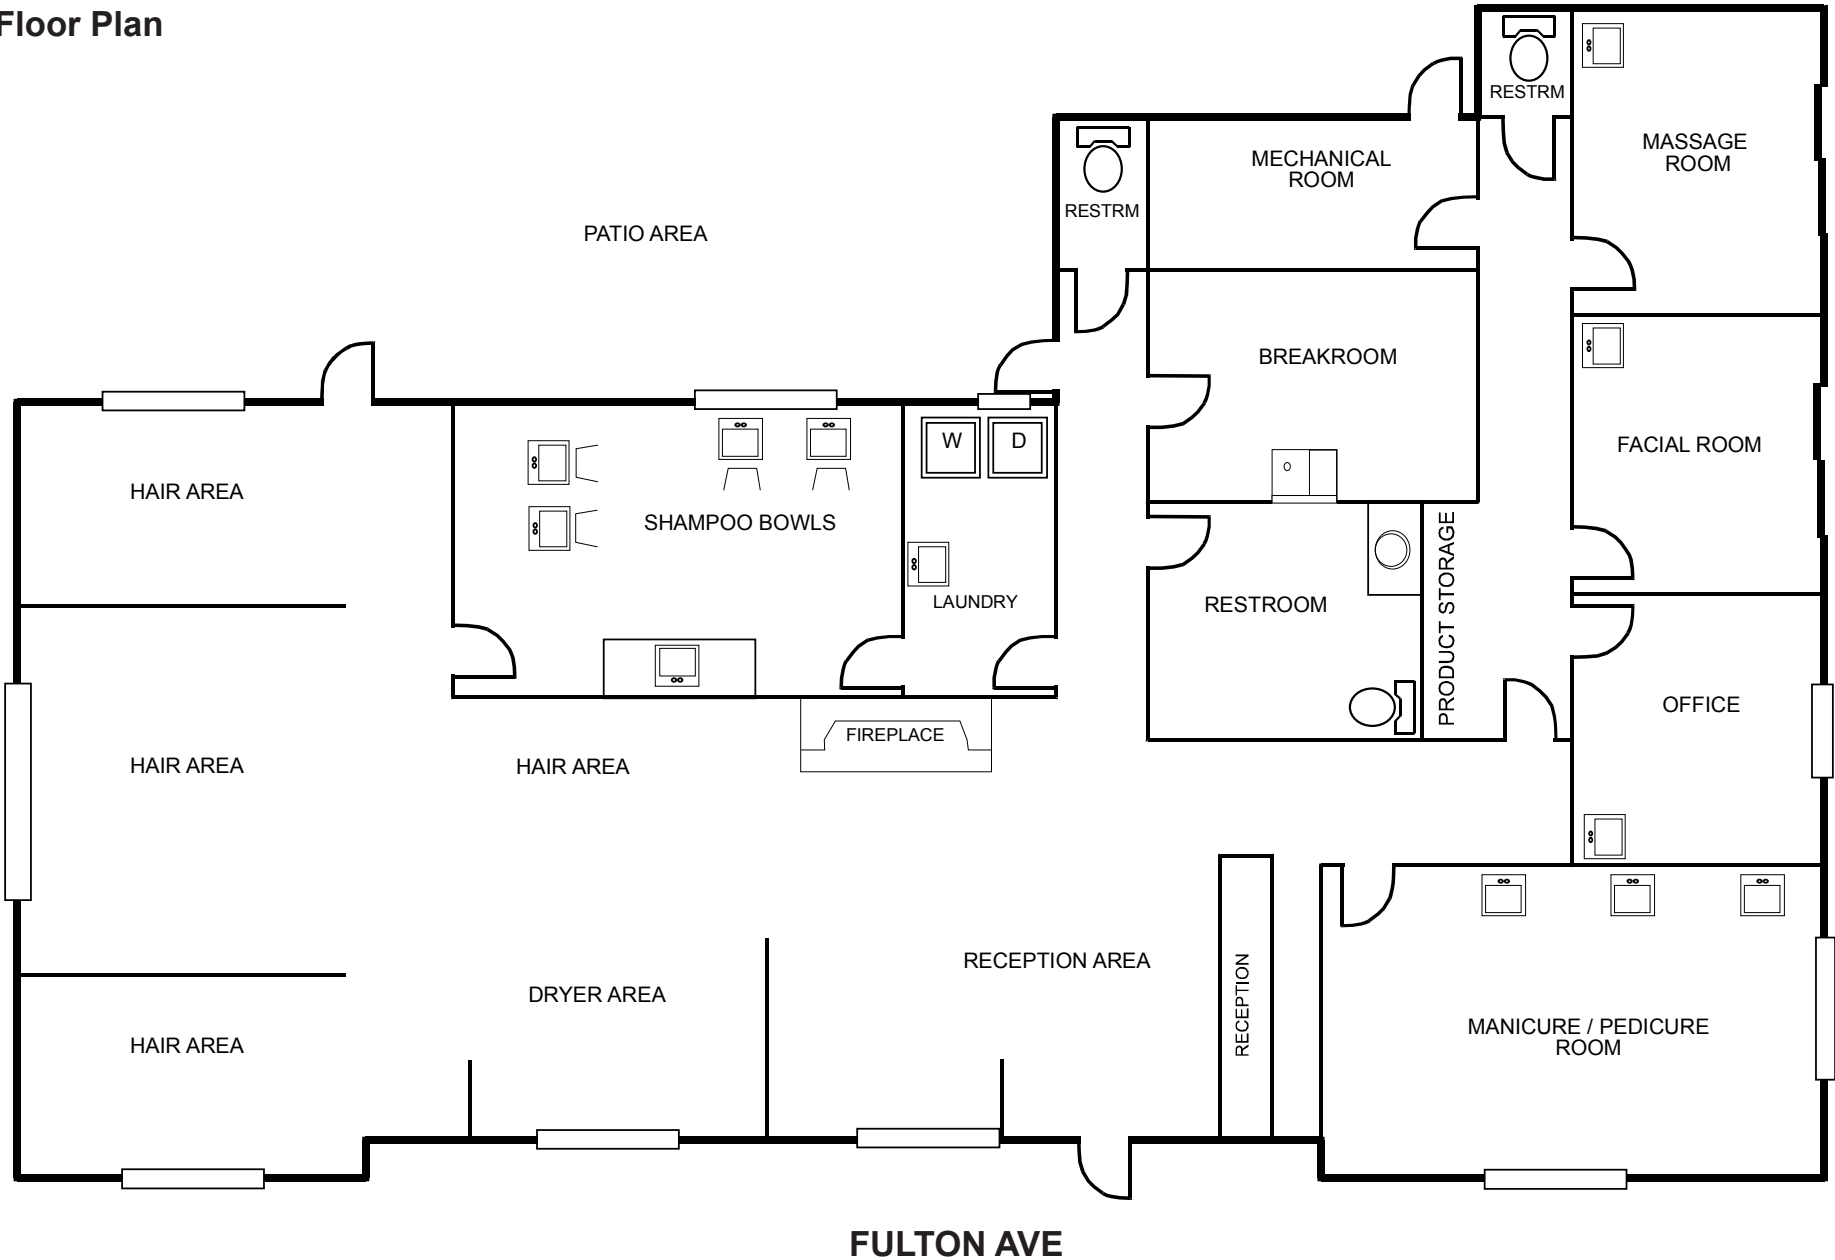 Floor Plan
RESTRM
MASSAGE
ROOM
MECHANICAL
ROOM
RESTRM
PATIO AREA
BREAKROOM
FACIAL ROOM
W
D
HAIR AREA
SHAMPOO BOWLS
LAUNDRY
RESTROOM
PRODUCT STORAGE
OFFICE
FIREPLACE
HAIR AREA
HAIR AREA
RECEPTION AREA
RECEPTION
DRYER AREA
MANICURE / PEDICURE
ROOM
HAIR AREA
FULTON AVE